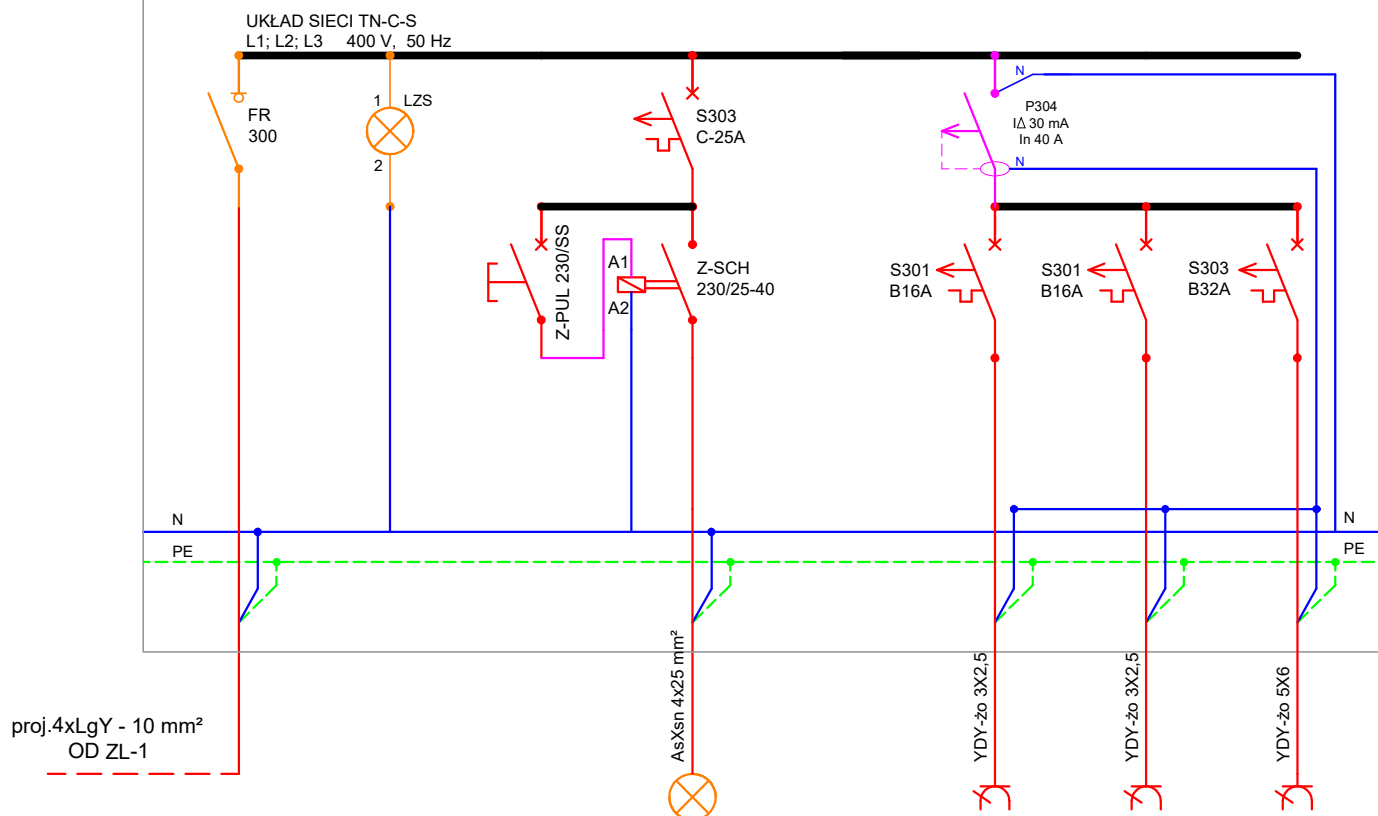 UKŁAD SIECI TN-C-S
L1; L2; L3 400 V, 50 Hz
FR
300
1
LZS
2
S303
C-25A
N
P304
I∆ 30 mA
In 40 A
N
Z-PUL 230/SS
A1
A2
Z-SCH
230/25-40
S301
B16A
S301
B16A
S303
B32A
N
N
PE
PE
AsXsn 4x25 mm²
YDY-żo 3X2,5
YDY-żo 3X2,5
YDY-żo 5X6
proj.4xLgY - 10 mm²
OD ZL-1